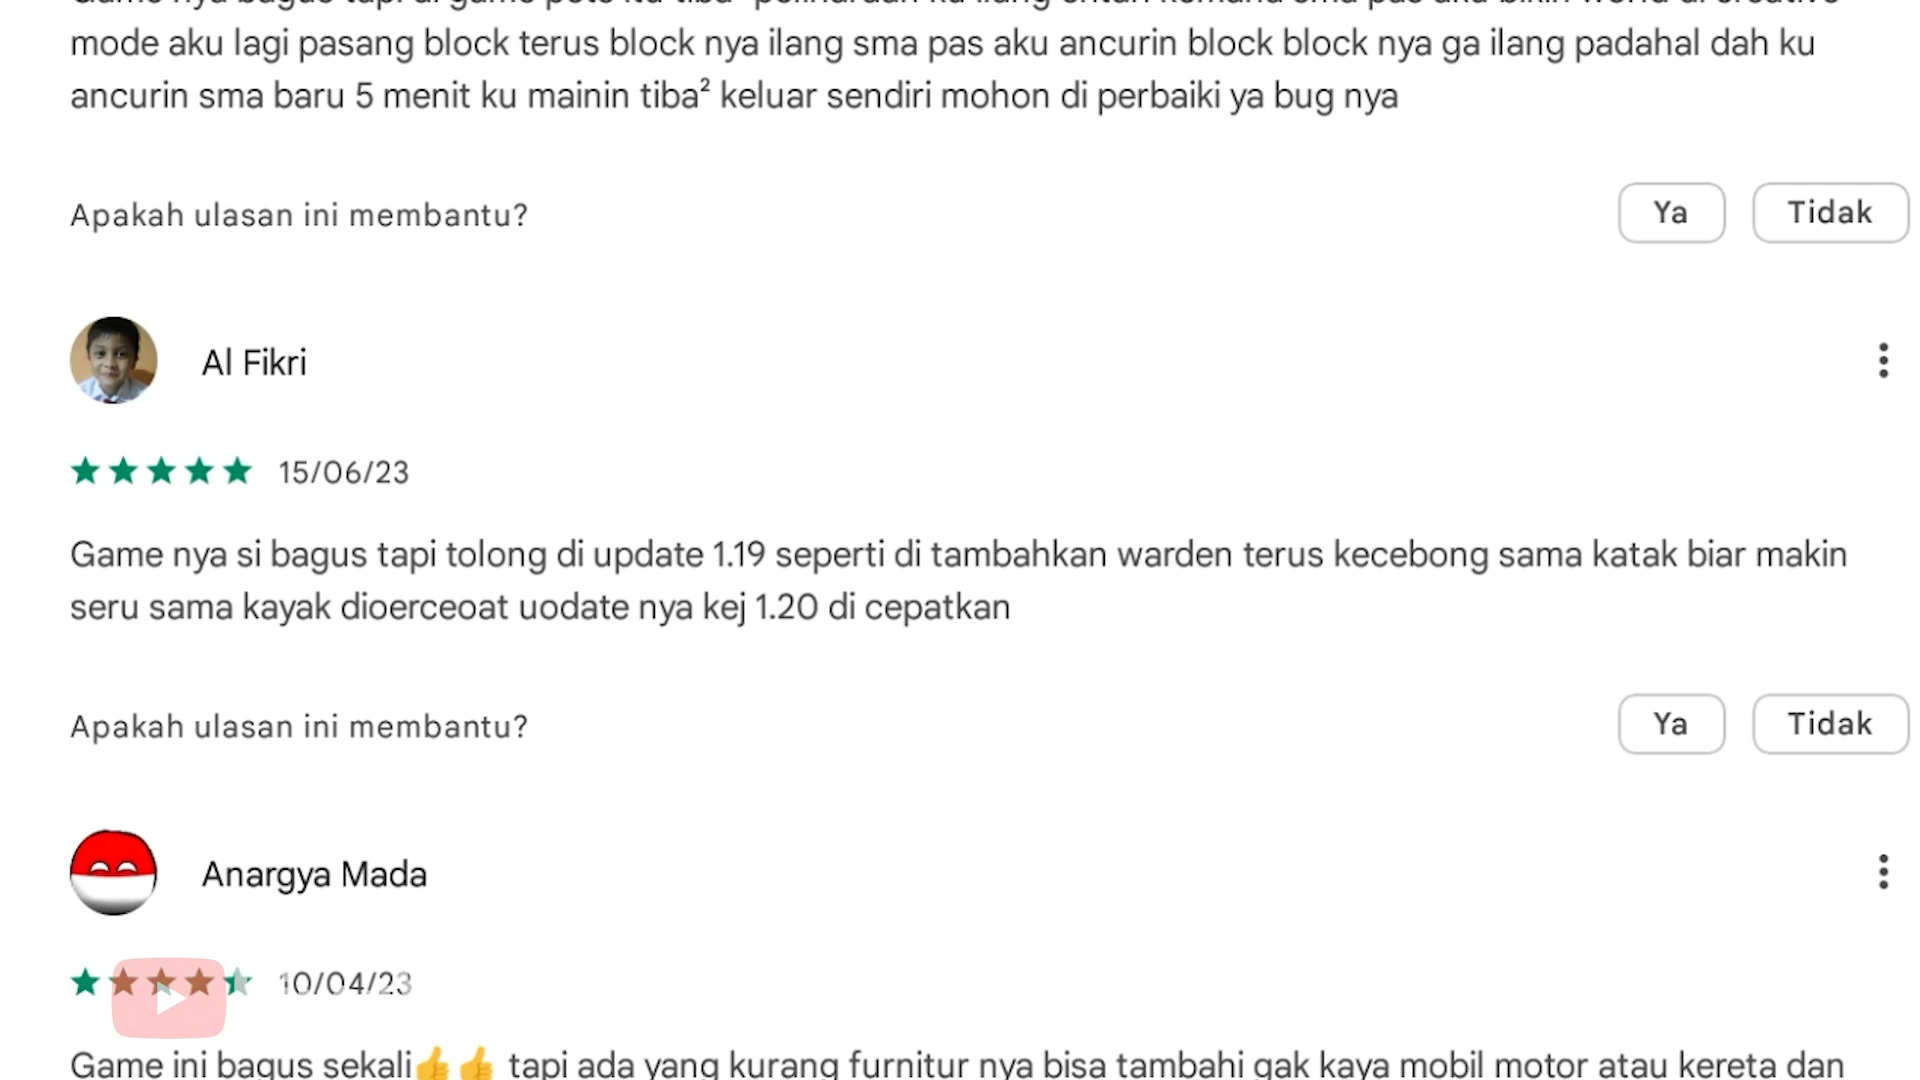 mode aku lagi pasang block terus block nya ilang sma pas aku ancurin block block nya ga ilang padahal dah ku
ancurin sma baru 5 menit ku mainin tiba² keluar sendiri mohon di perbaiki ya bug nya
Apakah ulasan ini membantu?
Ya
Tidak
Al Fikri
15/06/23
Game nya si bagus tapi tolong di update 1.19 seperti di tambahkan warden terus kecebong sama katak biar makin
seru sama kayak dioerceoat uodate nya kej 1.20 di cepatkan
Apakah ulasan ini membantu?
Ya
Tidak
Anargya Mada
10/04/23
Game ini bagus sekali👍👍 tapi ada yang kurang furnitur nya bisa tambahi gak kaya mobil motor atau kereta dan